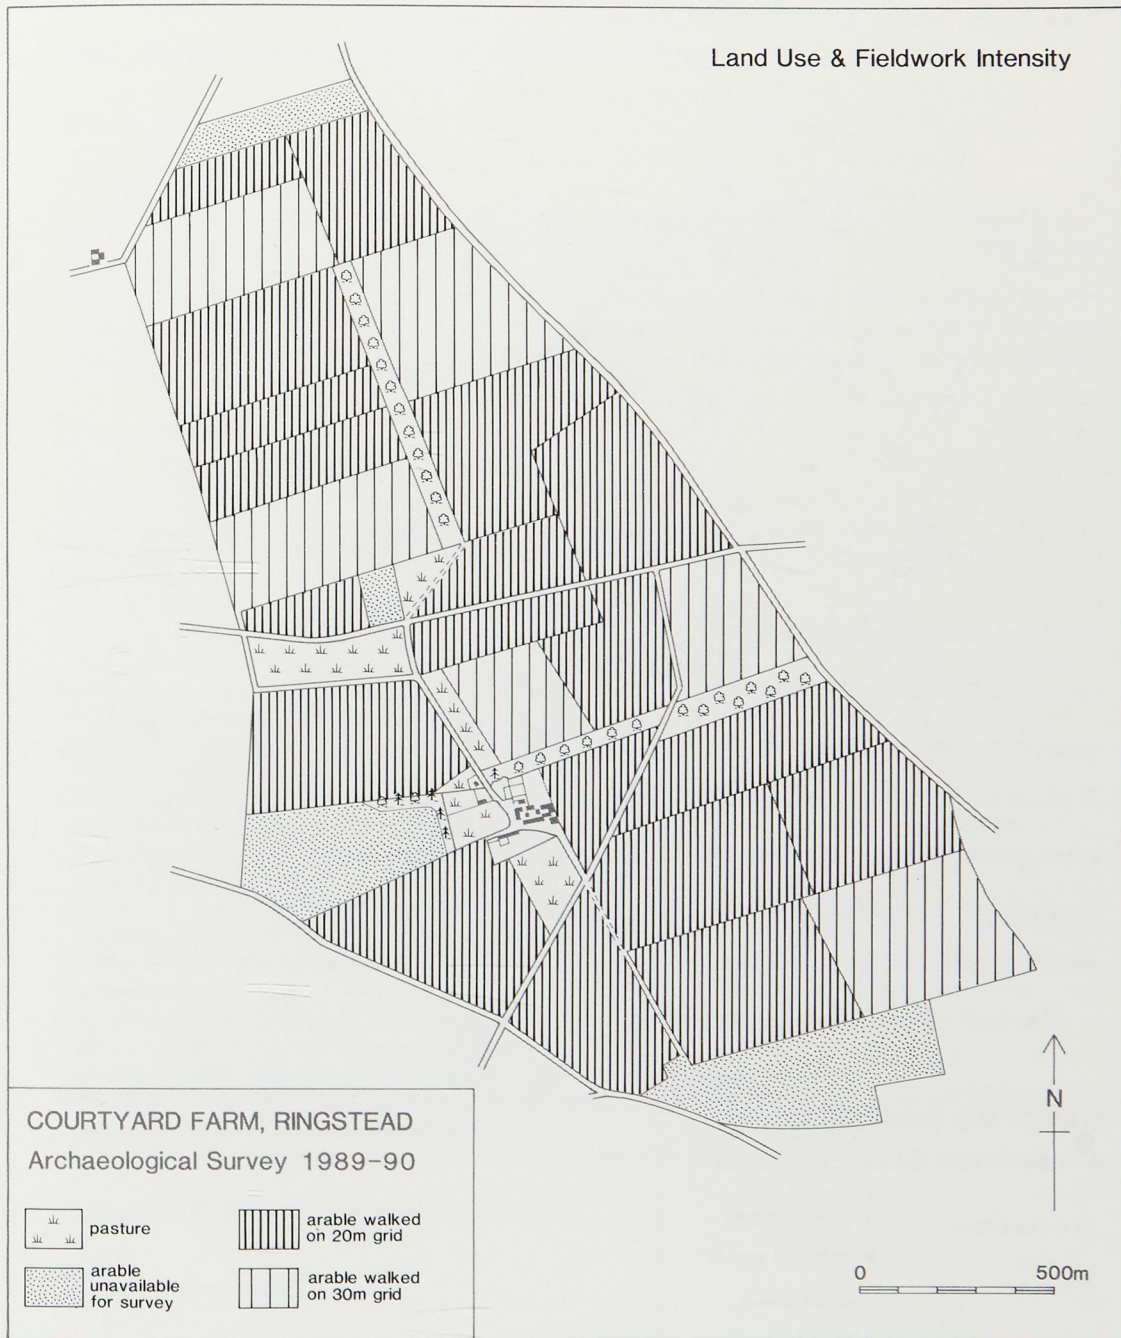 Land Use & Fieldwork Intensity
COURTYARD FARM, RINGSTEAD
Archaeological Survey 1989-90
pasture
arable
unavailable
for survey
arable walked
on 20m grid
arable walked
on 30m grid
N
0 500m